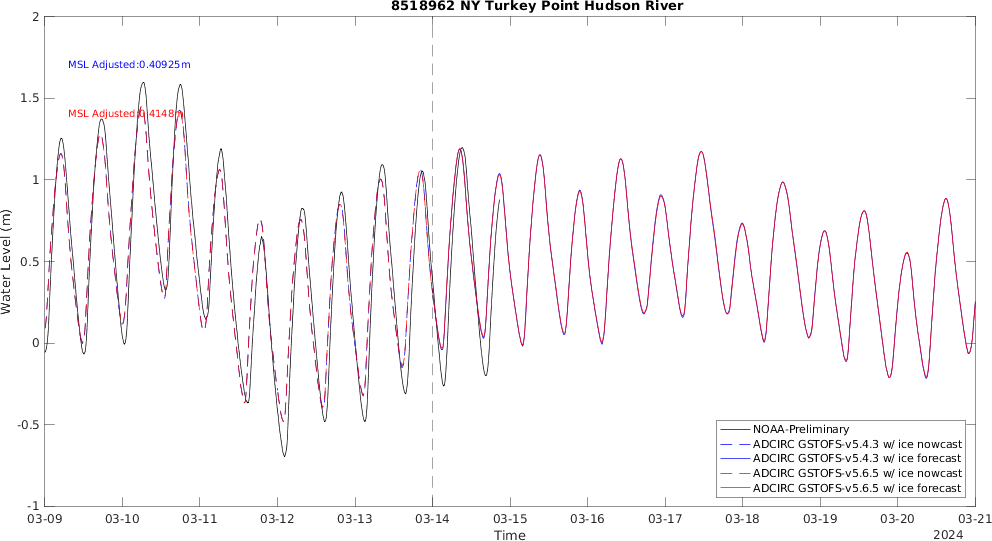 8518962 NY Turkey Point Hudson River
MSL Adjusted:0.40925m
MSL Adjusted:0.4148m
Water Level (m)
2
1.5
1
0.5
0
-0.5
-1
03-09 03-10 03-11 03-12 03-13 03-14 03-15 03-16 03-17 03-18 03-19 03-20 03-21
Time
2024
NOAA-Preliminary
ADCIRC GSTOFS-v5.4.3 w/ ice nowcast
ADCIRC GSTOFS-v5.4.3 w/ ice forecast
ADCIRC GSTOFS-v5.6.5 w/ ice nowcast
ADCIRC GSTOFS-v5.6.5 w/ ice forecast